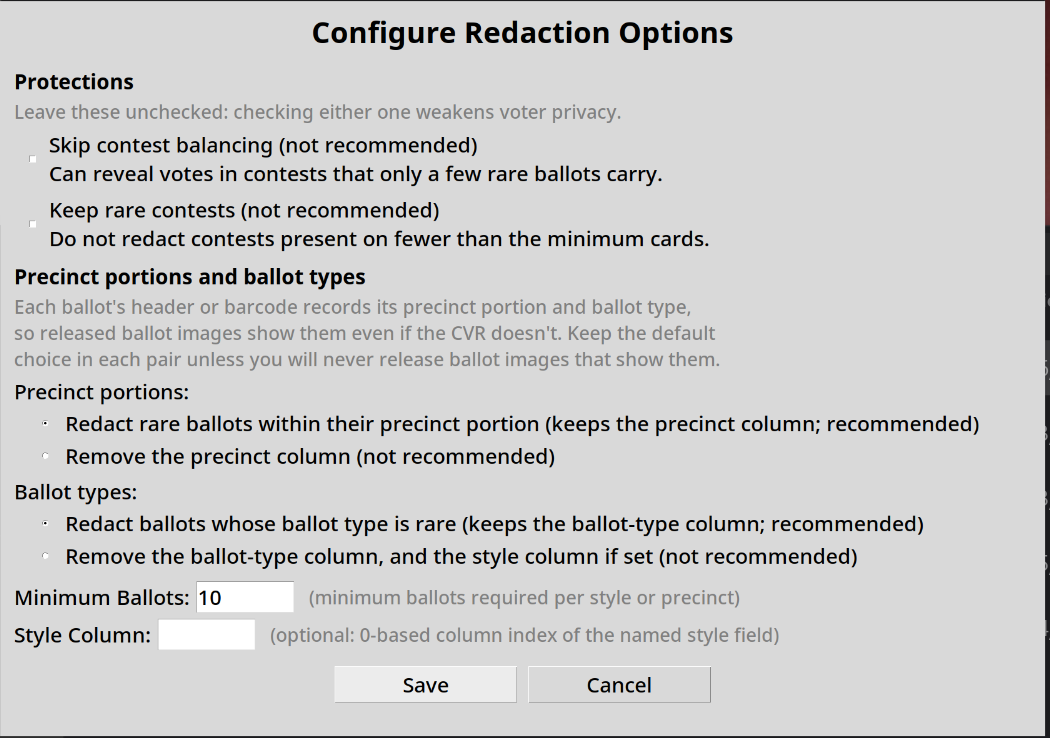 Configure Redaction Options
Protections
Leave these unchecked: checking either one weakens voter privacy.
Skip contest balancing (not recommended)
Can reveal votes in contests that only a few rare ballots carry.
Keep rare contests (not recommended)
Do not redact contests present on fewer than the minimum cards.
Precinct portions and ballot types
Each ballot's header or barcode records its precinct portion and ballot type,
so released ballot images show them even if the CVR doesn't. Keep the default
choice in each pair unless you will never release ballot images that show them.
Precinct portions:
Redact rare ballots within their precinct portion (keeps the precinct column; recommended)
Remove the precinct column (not recommended)
Ballot types:
Redact ballots whose ballot type is rare (keeps the ballot-type column; recommended)
Remove the ballot-type column, and the style column if set (not recommended)
Minimum Ballots: 10 (minimum ballots required per style or precinct)
Style Column: (optional: 0-based column index of the named style field)
Save Cancel